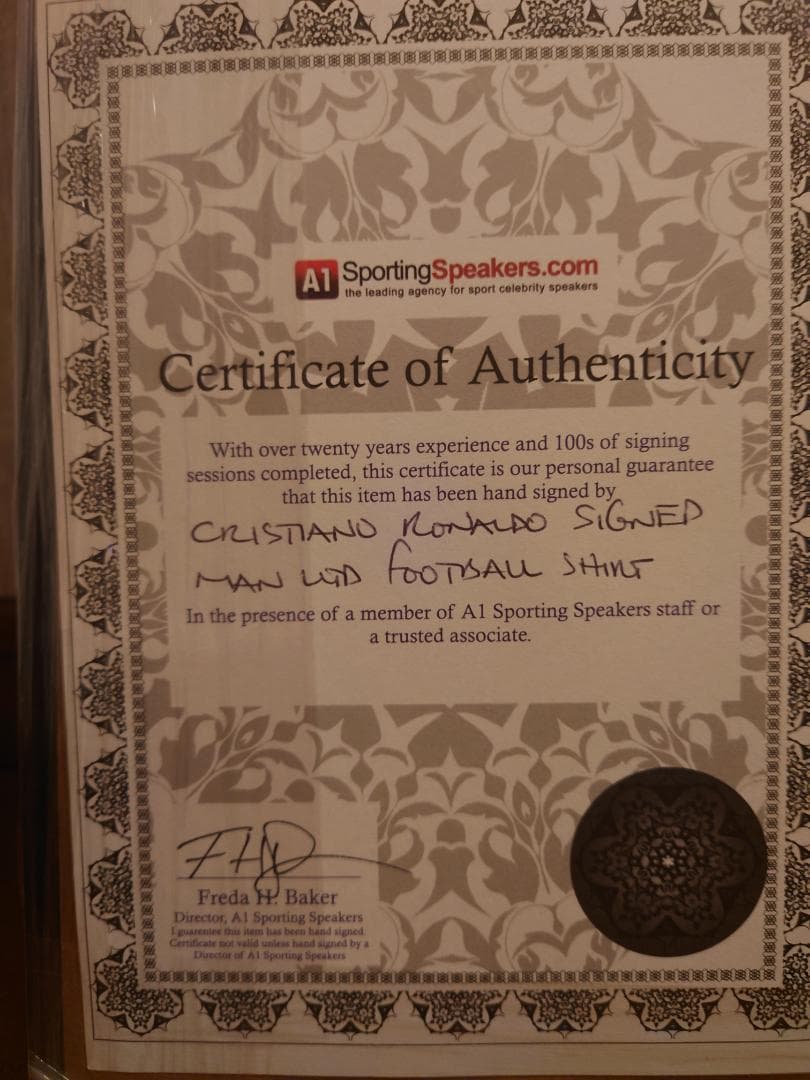 A1 SportingSpeakers.com
the leading agency for sport celebrity speakers
Certificate of Authenticity
With over twenty years experience and 100s of signing
sessions completed, this certificate is our personal guarantee
that this item has been hand signed by
CRISTIANO RONALDO SIGNED
MAN UTD FOOTBALL SHIRT
In the presence of a member of A1 Sporting Speakers staff or
a trusted associate.
Freda H. Baker
Director, A1 Sporting Speakers
I guarantee this item has been hand signed.
Certificate not valid unless hand signed by a
Director of A1 Sporting Speakers